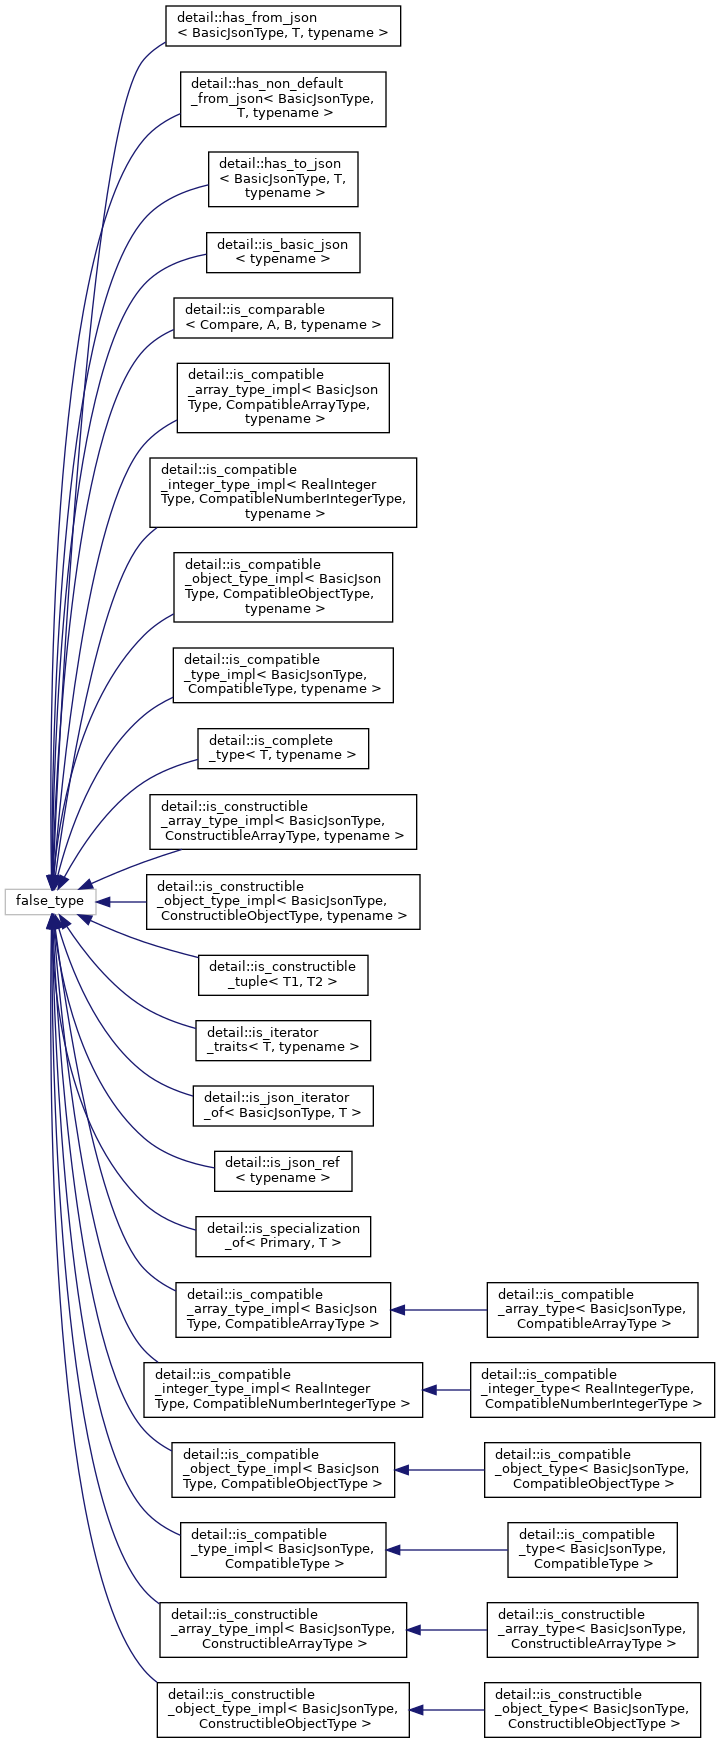 detail::has_from_json
< BasicJsonType, T, typename >
detail::has_non_default
_from_json< BasicJsonType,
T, typename >
detail::has_to_json
< BasicJsonType, T,
typename >
detail::is_basic_json
< typename >
detail::is_comparable
< Compare, A, B, typename >
detail::is_compatible
_array_type_impl< BasicJson
Type, CompatibleArrayType,
typename >
detail::is_compatible
_integer_type_impl< RealInteger
Type, CompatibleNumberIntegerType,
typename >
detail::is_compatible
_object_type_impl< BasicJson
Type, CompatibleObjectType,
typename >
detail::is_compatible
_type_impl< BasicJsonType,
CompatibleType, typename >
detail::is_complete
_type< T, typename >
detail::is_constructible
_array_type_impl< BasicJsonType,
ConstructibleArrayType, typename >
false_type
detail::is_constructible
_object_type_impl< BasicJsonType,
ConstructibleObjectType, typename >
detail::is_constructible
_tuple< T1, T2 >
detail::is_iterator
_traits< T, typename >
detail::is_json_iterator
_of< BasicJsonType, T >
detail::is_json_ref
< typename >
detail::is_specialization
_of< Primary, T >
detail::is_compatible
_array_type_impl< BasicJson
Type, CompatibleArrayType >
detail::is_compatible
_array_type< BasicJsonType,
CompatibleArrayType >
detail::is_compatible
_integer_type_impl< RealInteger
Type, CompatibleNumberIntegerType >
detail::is_compatible
_integer_type< RealIntegerType,
CompatibleNumberIntegerType >
detail::is_compatible
_object_type_impl< BasicJson
Type, CompatibleObjectType >
detail::is_compatible
_object_type< BasicJsonType,
CompatibleObjectType >
detail::is_compatible
_type_impl< BasicJsonType,
CompatibleType >
detail::is_compatible
_type< BasicJsonType,
CompatibleType >
detail::is_constructible
_array_type_impl< BasicJsonType,
ConstructibleArrayType >
detail::is_constructible
_array_type< BasicJsonType,
ConstructibleArrayType >
detail::is_constructible
_object_type_impl< BasicJsonType,
ConstructibleObjectType >
detail::is_constructible
_object_type< BasicJsonType,
ConstructibleObjectType >